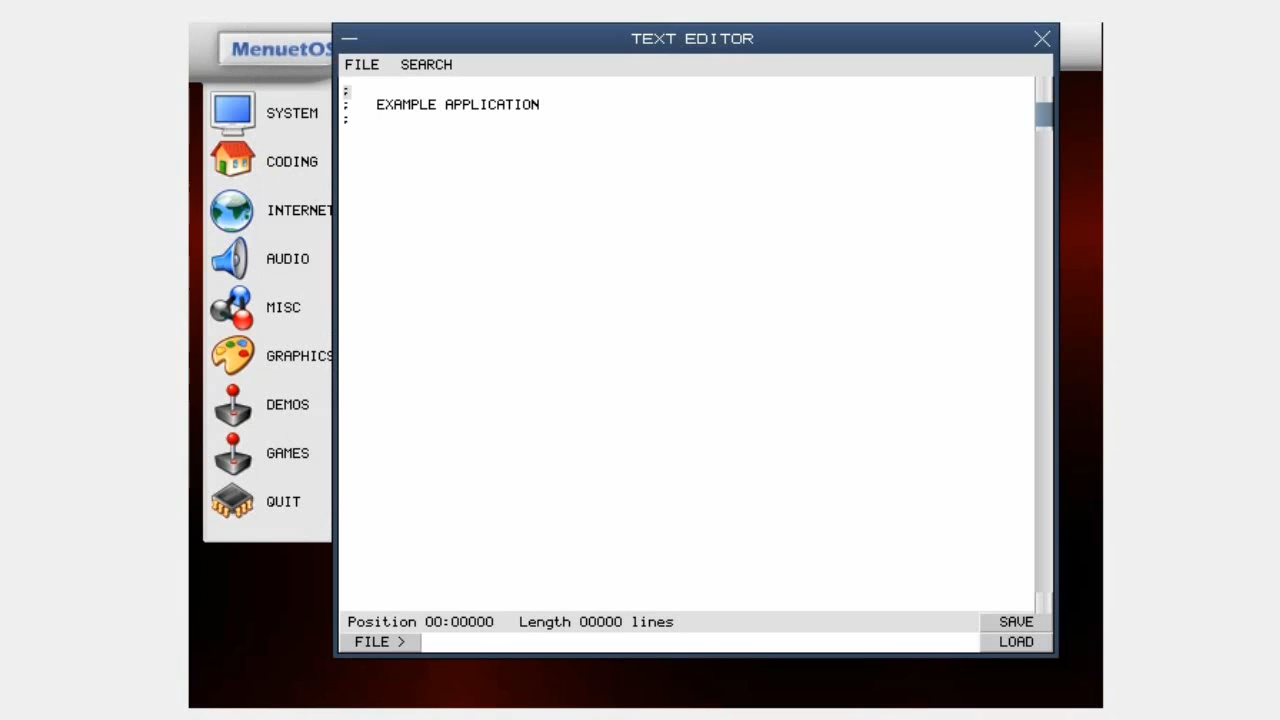 MenuetOS
TEXT EDITOR
FILE SEARCH
;
; EXAMPLE APPLICATION
;
SYSTEM
CODING
INTERNET
AUDIO
MISC
GRAPHICS
DEMOS
GAMES
QUIT
Position 00:00000 Length 00000 lines
SAVE
FILE >
LOAD